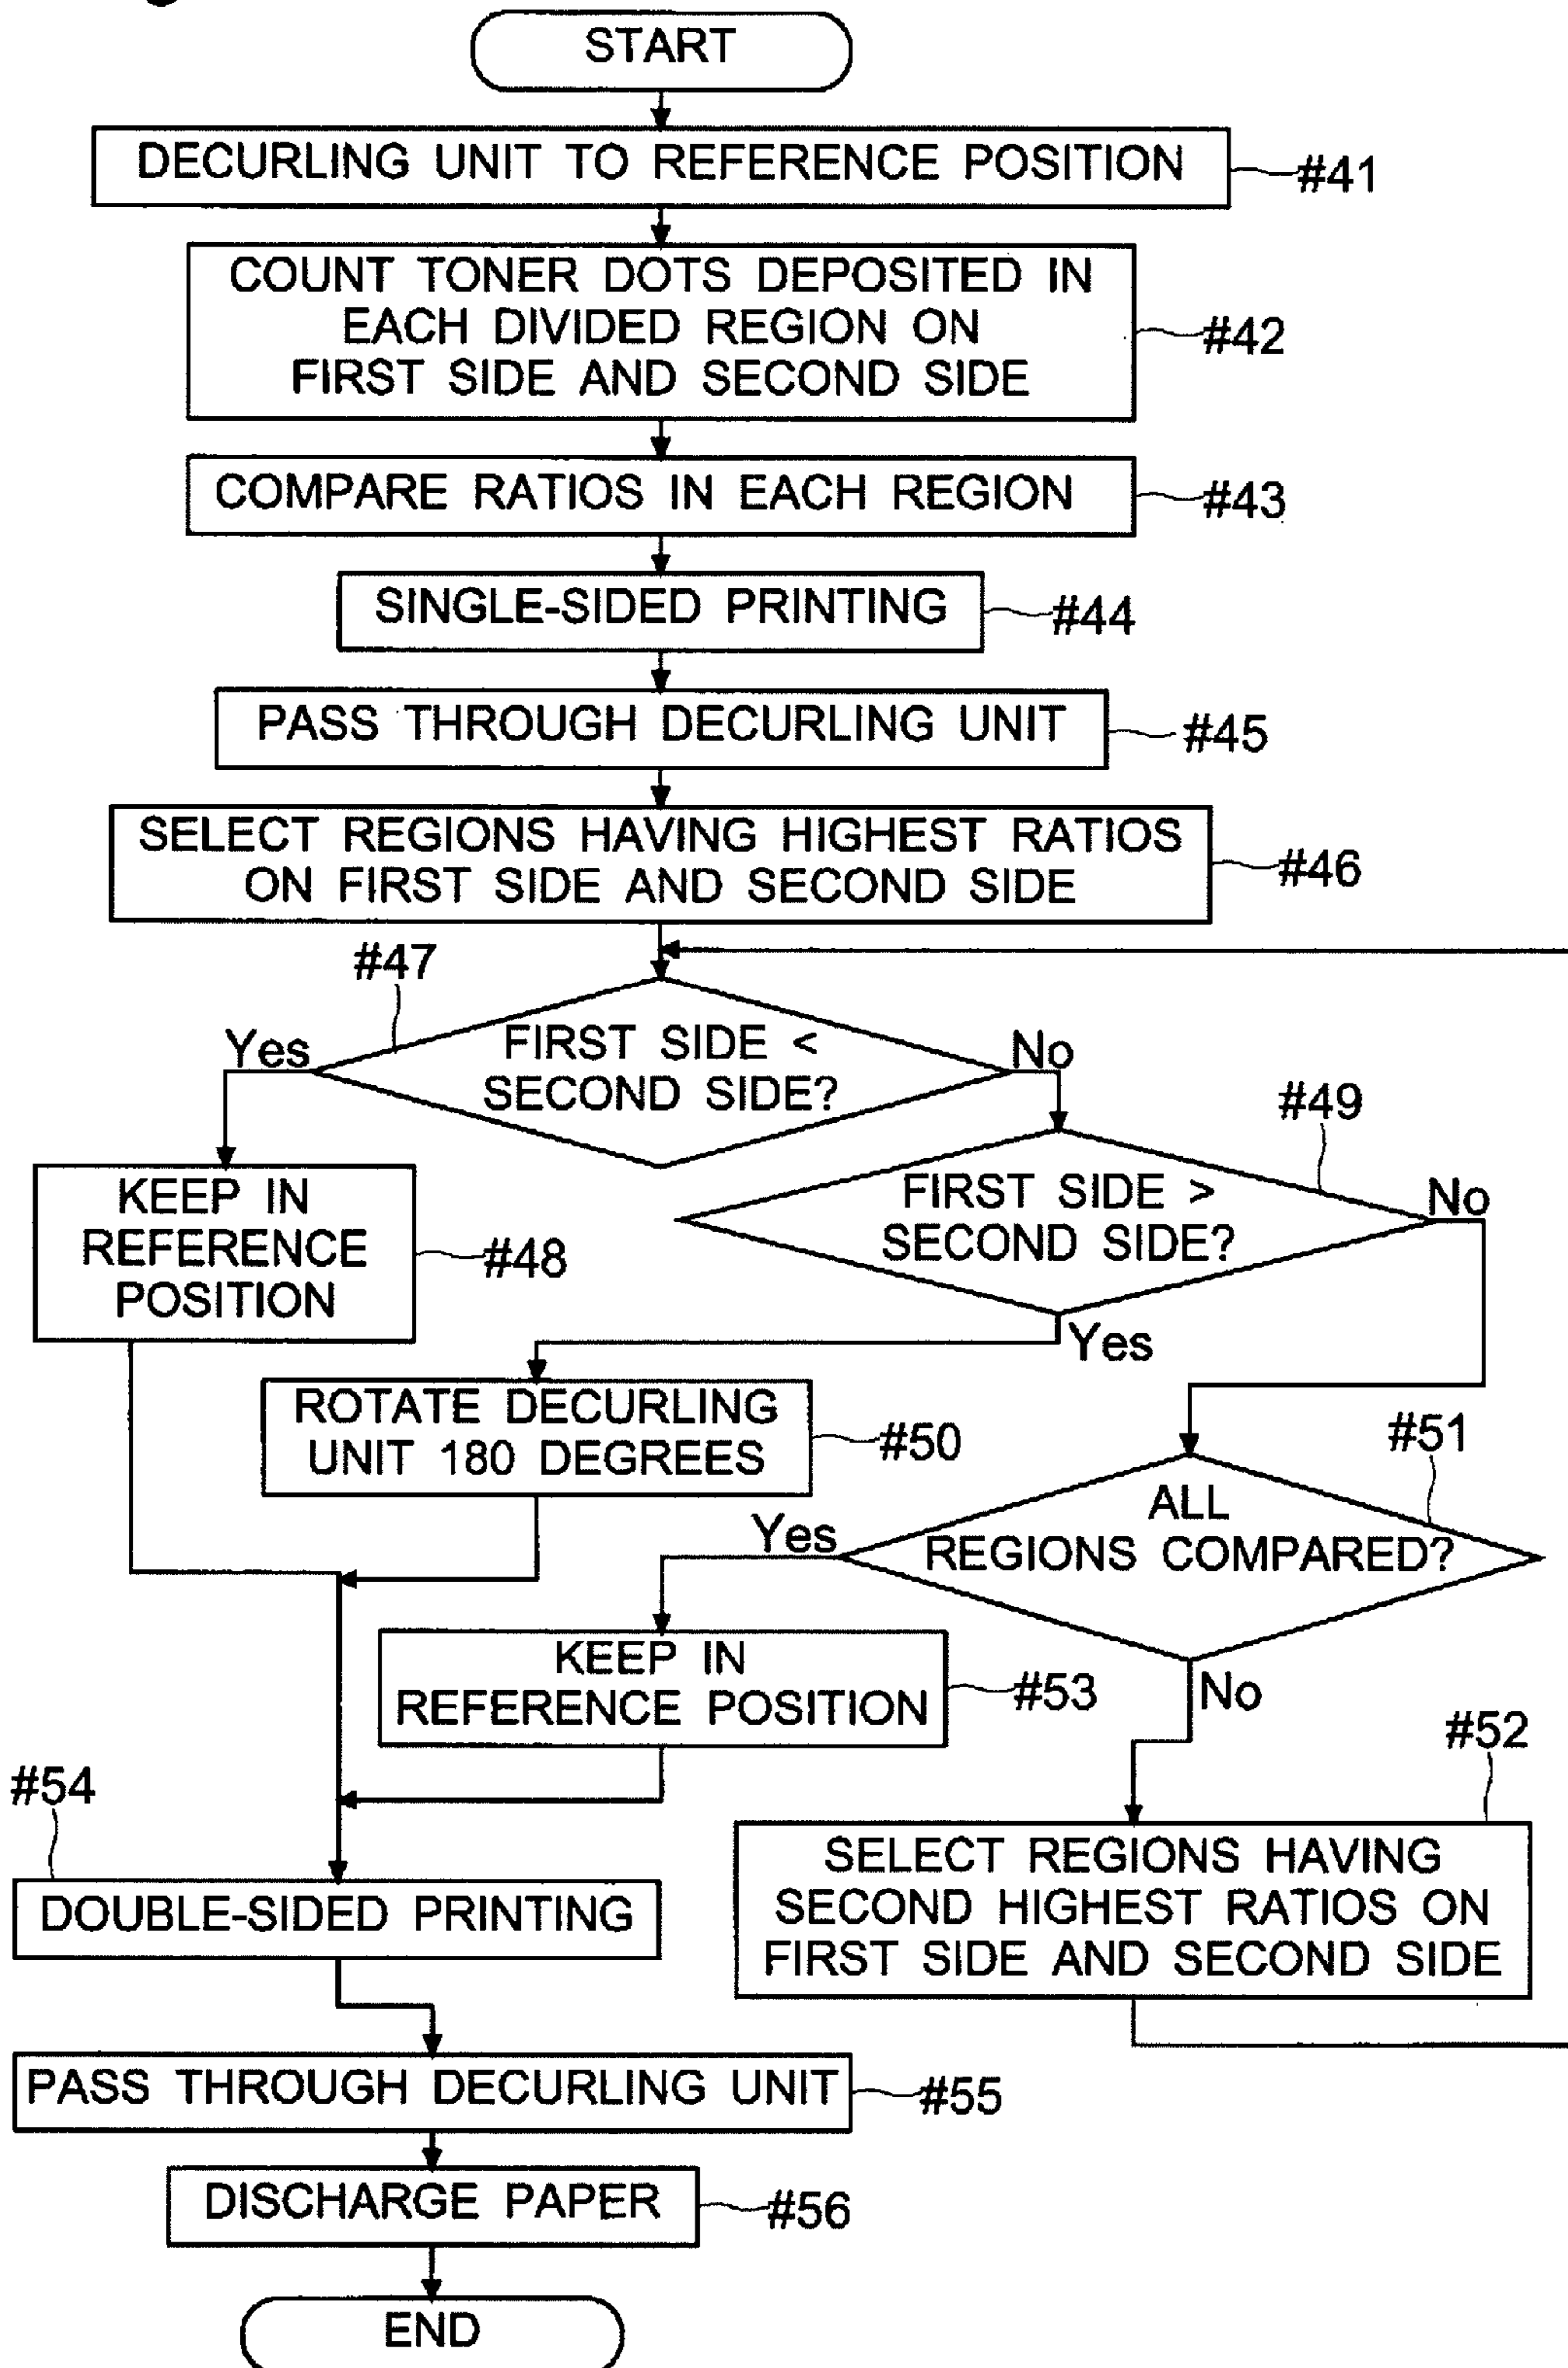 START
DECURLING UNIT TO REFERENCE POSITION
#41
COUNT TONER DOTS DEPOSITED IN
EACH DIVIDED REGION ON
FIRST SIDE AND SECOND SIDE
#42
COMPARE RATIOS IN EACH REGION
#43
SINGLE-SIDED PRINTING
#44
PASS THROUGH DECURLING UNIT
#45
SELECT REGIONS HAVING HIGHEST RATIOS
ON FIRST SIDE AND SECOND SIDE
#46
#47
FIRST SIDE <
SECOND SIDE?
Yes
No
KEEP IN
REFERENCE
POSITION
#48
#49
FIRST SIDE >
SECOND SIDE?
No
Yes
ROTATE DECURLING
UNIT 180 DEGREES
#50
#51
ALL
REGIONS COMPARED?
Yes
No
KEEP IN
REFERENCE POSITION
#53
#52
SELECT REGIONS HAVING
SECOND HIGHEST RATIOS ON
FIRST SIDE AND SECOND SIDE
#54
DOUBLE-SIDED PRINTING
PASS THROUGH DECURLING UNIT
#55
DISCHARGE PAPER
#56
END